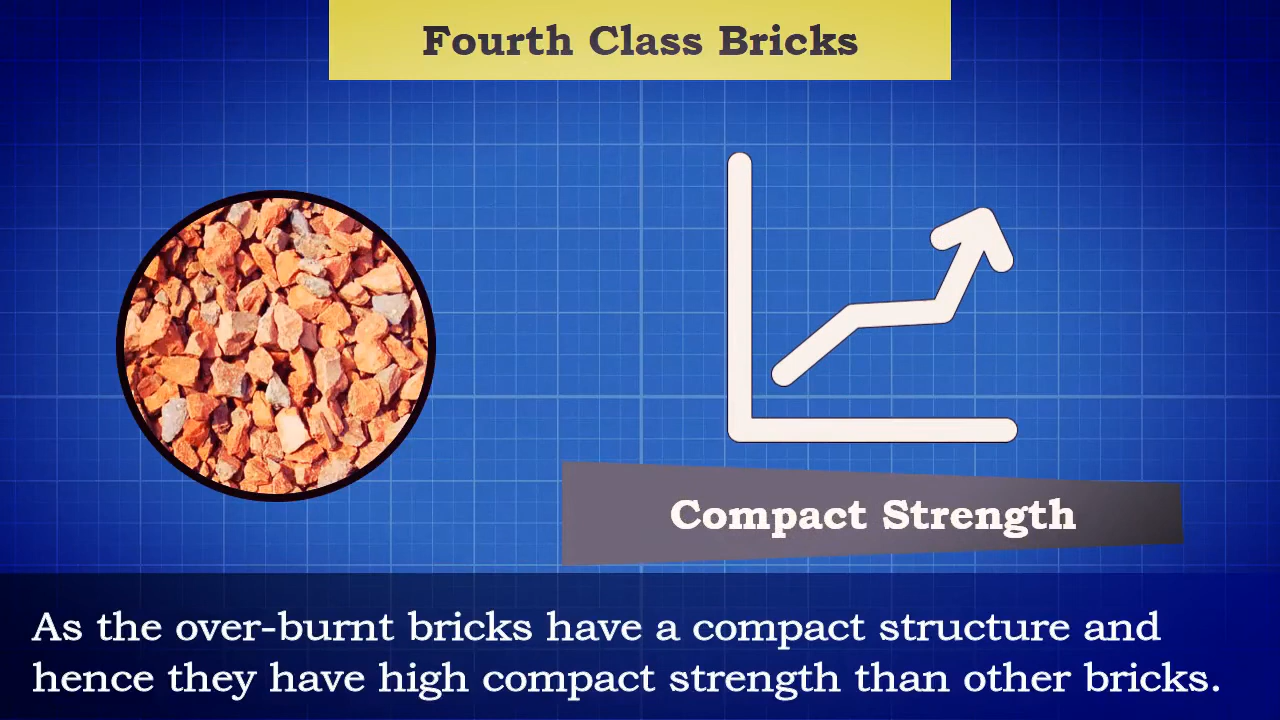 Fourth Class Bricks
Compact Strength
As the over-burnt bricks have a compact structure and
hence they have high compact strength than other bricks.